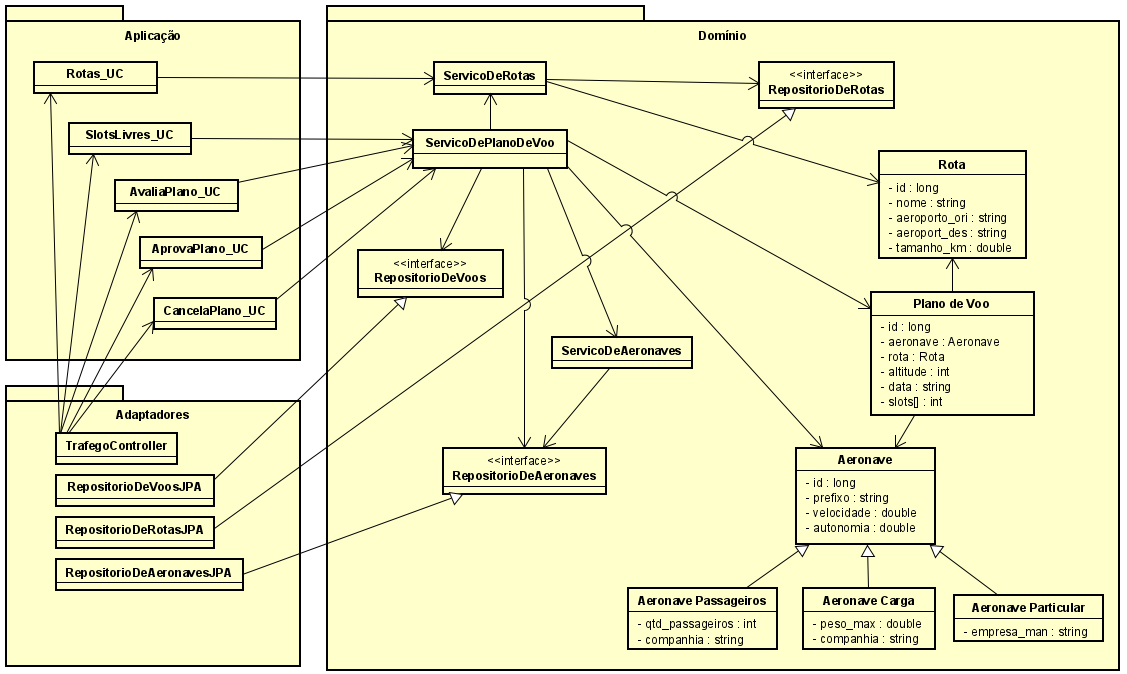 Aplicação
Rotas_UC
SlotsLivres_UC
AvaliaPlano_UC
AprovaPlano_UC
CancelaPlano_UC
Adaptadores
TrafegoController
RepositorioDeVoosJPA
RepositorioDeRotasJPA
RepositorioDeAeronavesJPA
Domínio
ServicoDeRotas
<<interface>>
RepositorioDeRotas
ServicoDePlanoDeVoo
Rota
- id : long
- nome : string
- aeroporto_ori : string
- aeroport_des : string
- tamanho_km : double
<<interface>>
RepositorioDeVoos
Plano de Voo
- id : long
- aeronave : Aeronave
- rota : Rota
- altitude : int
- data : string
- slots[] : int
ServicoDeAeronaves
<<interface>>
RepositorioDeAeronaves
Aeronave
- id : long
- prefixo : string
- velocidade : double
- autonomia : double
Aeronave Passageiros
- qtd_passageiros : int
- companhia : string
Aeronave Carga
- peso_max : double
- companhia : string
Aeronave Particular
- empresa_man : string